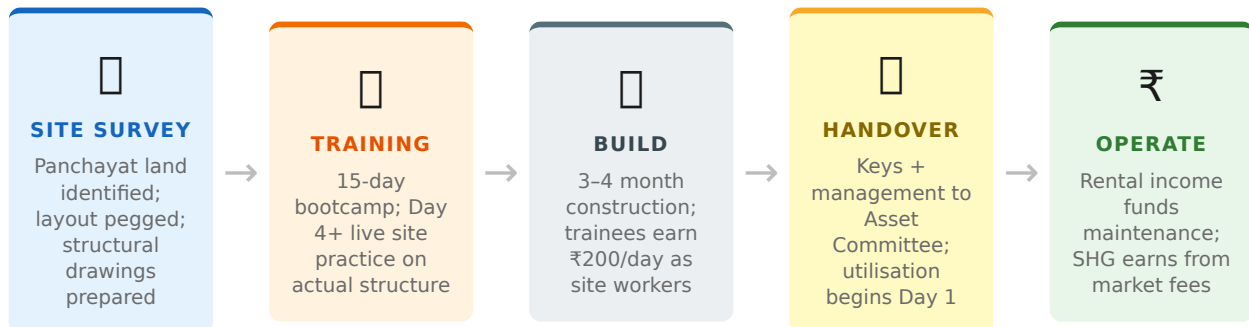 SITE SURVEY
Panchayat land
identified;
layout pegged;
structural
drawings
prepared
→
TRAINING
15-day
bootcamp; Day
4+ live site
practice on
actual structure
→
BUILD
3–4 month
construction;
trainees earn
₹200/day as
site workers
→
HANDOVER
Keys +
management to
Asset
Committee;
utilisation
begins Day 1
→
₹
OPERATE
Rental income
funds
maintenance;
SHG earns from
market fees